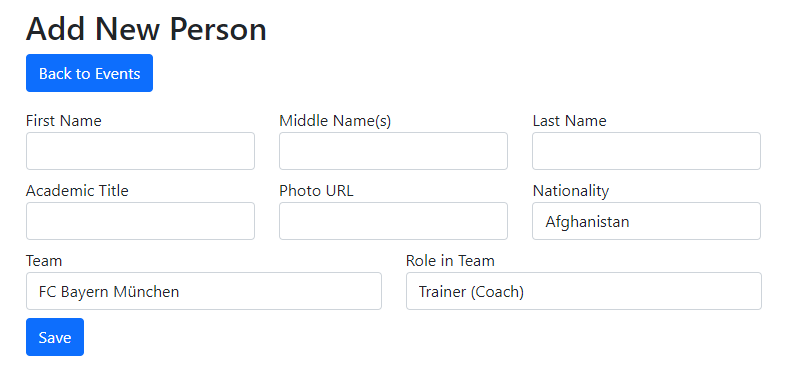 Add New Person
Back to Events
First Name Middle Name(s) Last Name
Academic Title Photo URL Nationality
Afghanistan
Team Role in Team
FC Bayern München Trainer (Coach)
Save